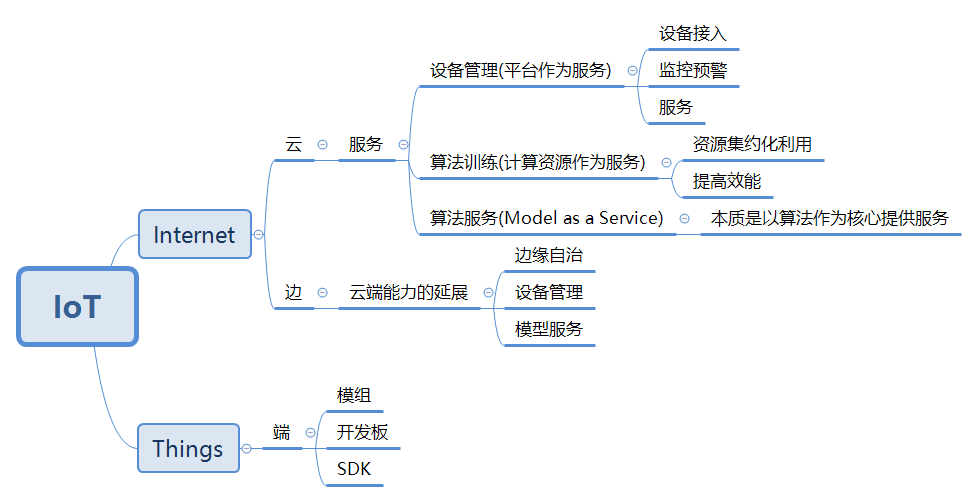 IoT
Internet
云
服务
设备管理(平台作为服务)
设备接入
监控预警
服务
算法训练(计算资源作为服务)
资源集约化利用
提高效能
算法服务(Model as a Service)
本质是以算法作为核心提供服务
边
云端能力的延展
边缘自治
设备管理
模型服务
Things
端
模组
开发板
SDK